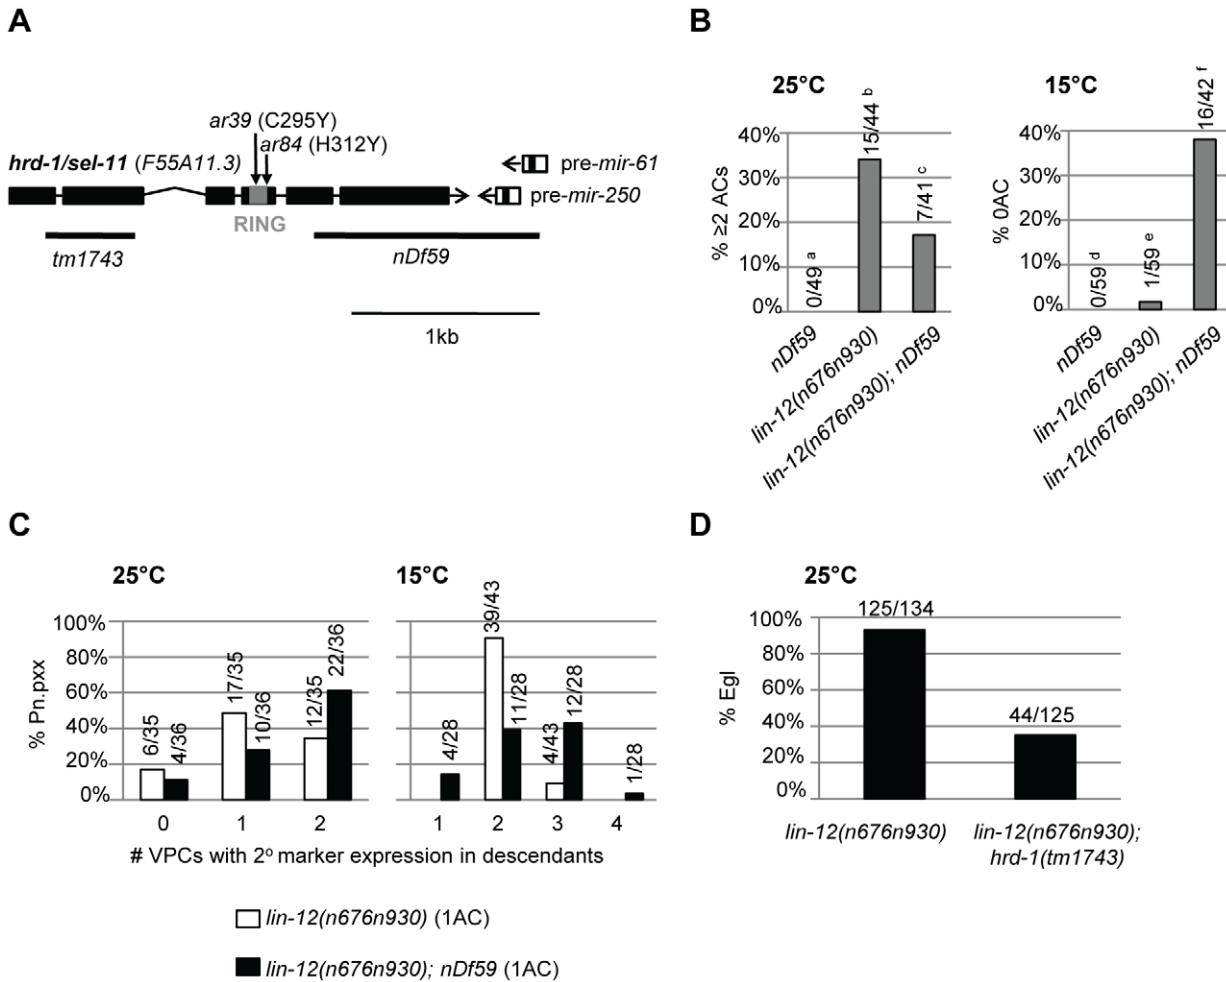 A
ar39 (C295Y)
ar84 (H312Y)
hrd-1/sel-11 (F55A11.3)
pre-mir-61
pre-mir-250
RING
tm1743
nDf59
1kb
B
25°C
% ≥2 ACs
40%
30%
20%
10%
0%
0/49 a
15/44 b
7/41 c
nDf59
lin-12(n676n930)
lin-12(n676n930); nDf59
15°C
% 0AC
40%
30%
20%
10%
0%
0/59 d
1/59 e
16/42 f
nDf59
lin-12(n676n930)
lin-12(n676n930); nDf59
C
25°C
% Pn.pxx
100%
80%
60%
40%
20%
0%
6/35
4/36
17/35
10/36
12/35
22/36
0 1 2
15°C
4/28
39/43
11/28
4/43
12/28
1/28
1 2 3 4
# VPCs with 2º marker expression in descendants
lin-12(n676n930) (1AC)
lin-12(n676n930); nDf59 (1AC)
D
25°C
% Egl
100%
80%
60%
40%
20%
0%
125/134
44/125
lin-12(n676n930)
lin-12(n676n930);
hrd-1(tm1743)